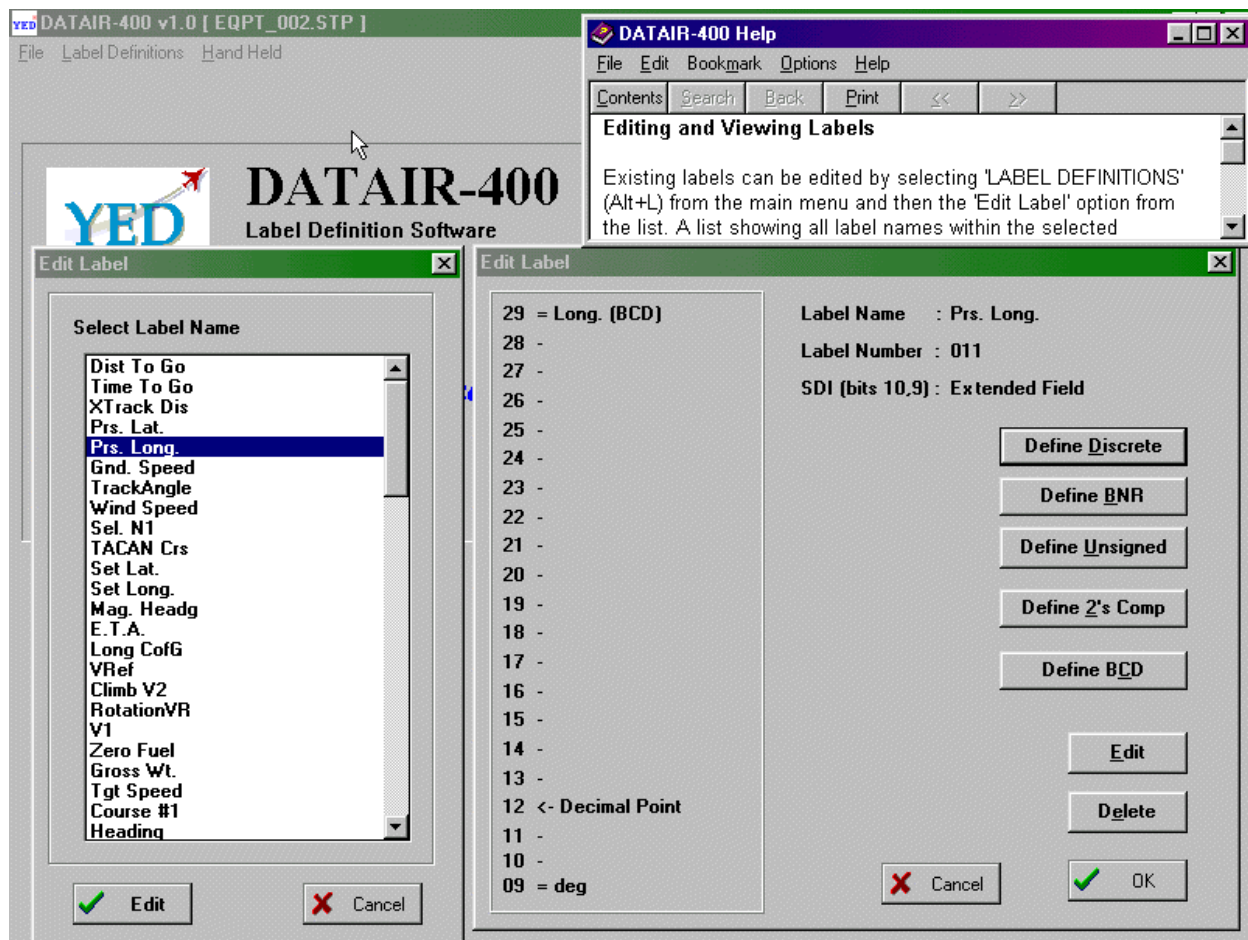 YED DATAIR-400 v1.0 [ EQPT_002.STP ]
File Label Definitions Hand Held
DATAIR-400 Help
File Edit Bookmark Options Help
Contents Search Back Print << >>
Editing and Viewing Labels
Existing labels can be edited by selecting 'LABEL DEFINITIONS'
(Alt+L) from the main menu and then the 'Edit Label' option from
the list. A list showing all label names within the selected
YED
DATAIR-400
Label Definition Software
Edit Label
Select Label Name
Dist To Go
Time To Go
XTrack Dis
Prs. Lat.
Prs. Long.
Gnd. Speed
TrackAngle
Wind Speed
Sel. N1
TACAN Crs
Set Lat.
Set Long.
Mag. Headg
E.T.A.
Long CofG
VRef
Climb V2
RotationVR
V1
Zero Fuel
Gross Wt.
Tgt Speed
Course #1
Heading
Edit
Cancel
Edit Label
29 = Long. (BCD)
28 -
27 -
26 -
25 -
24 -
23 -
22 -
21 -
20 -
19 -
18 -
17 -
16 -
15 -
14 -
13 -
12 <- Decimal Point
11 -
10 -
09 = deg
Label Name : Prs. Long.
Label Number : 011
SDI (bits 10,9) : Extended Field
Define Discrete
Define BNR
Define Unsigned
Define 2's Comp
Define BCD
Edit
Delete
Cancel
OK